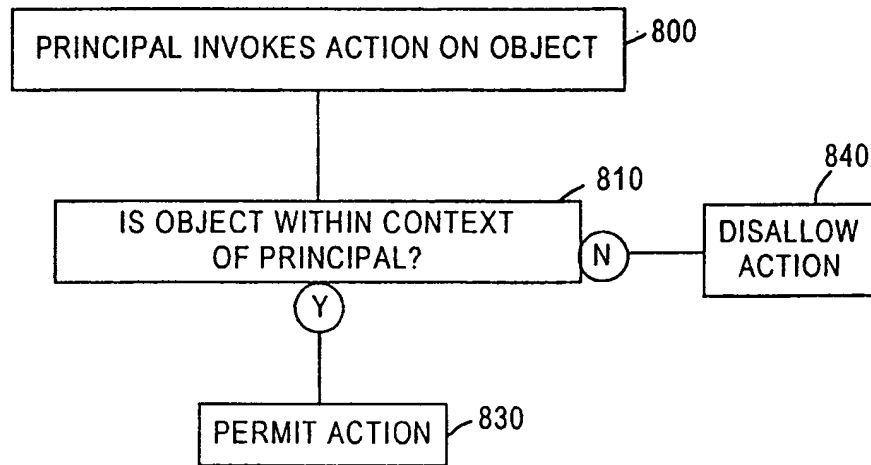 PRINCIPAL INVOKES ACTION ON OBJECT
800
IS OBJECT WITHIN CONTEXT
OF PRINCIPAL?
810
N
840
DISALLOW
ACTION
Y
PERMIT ACTION
830